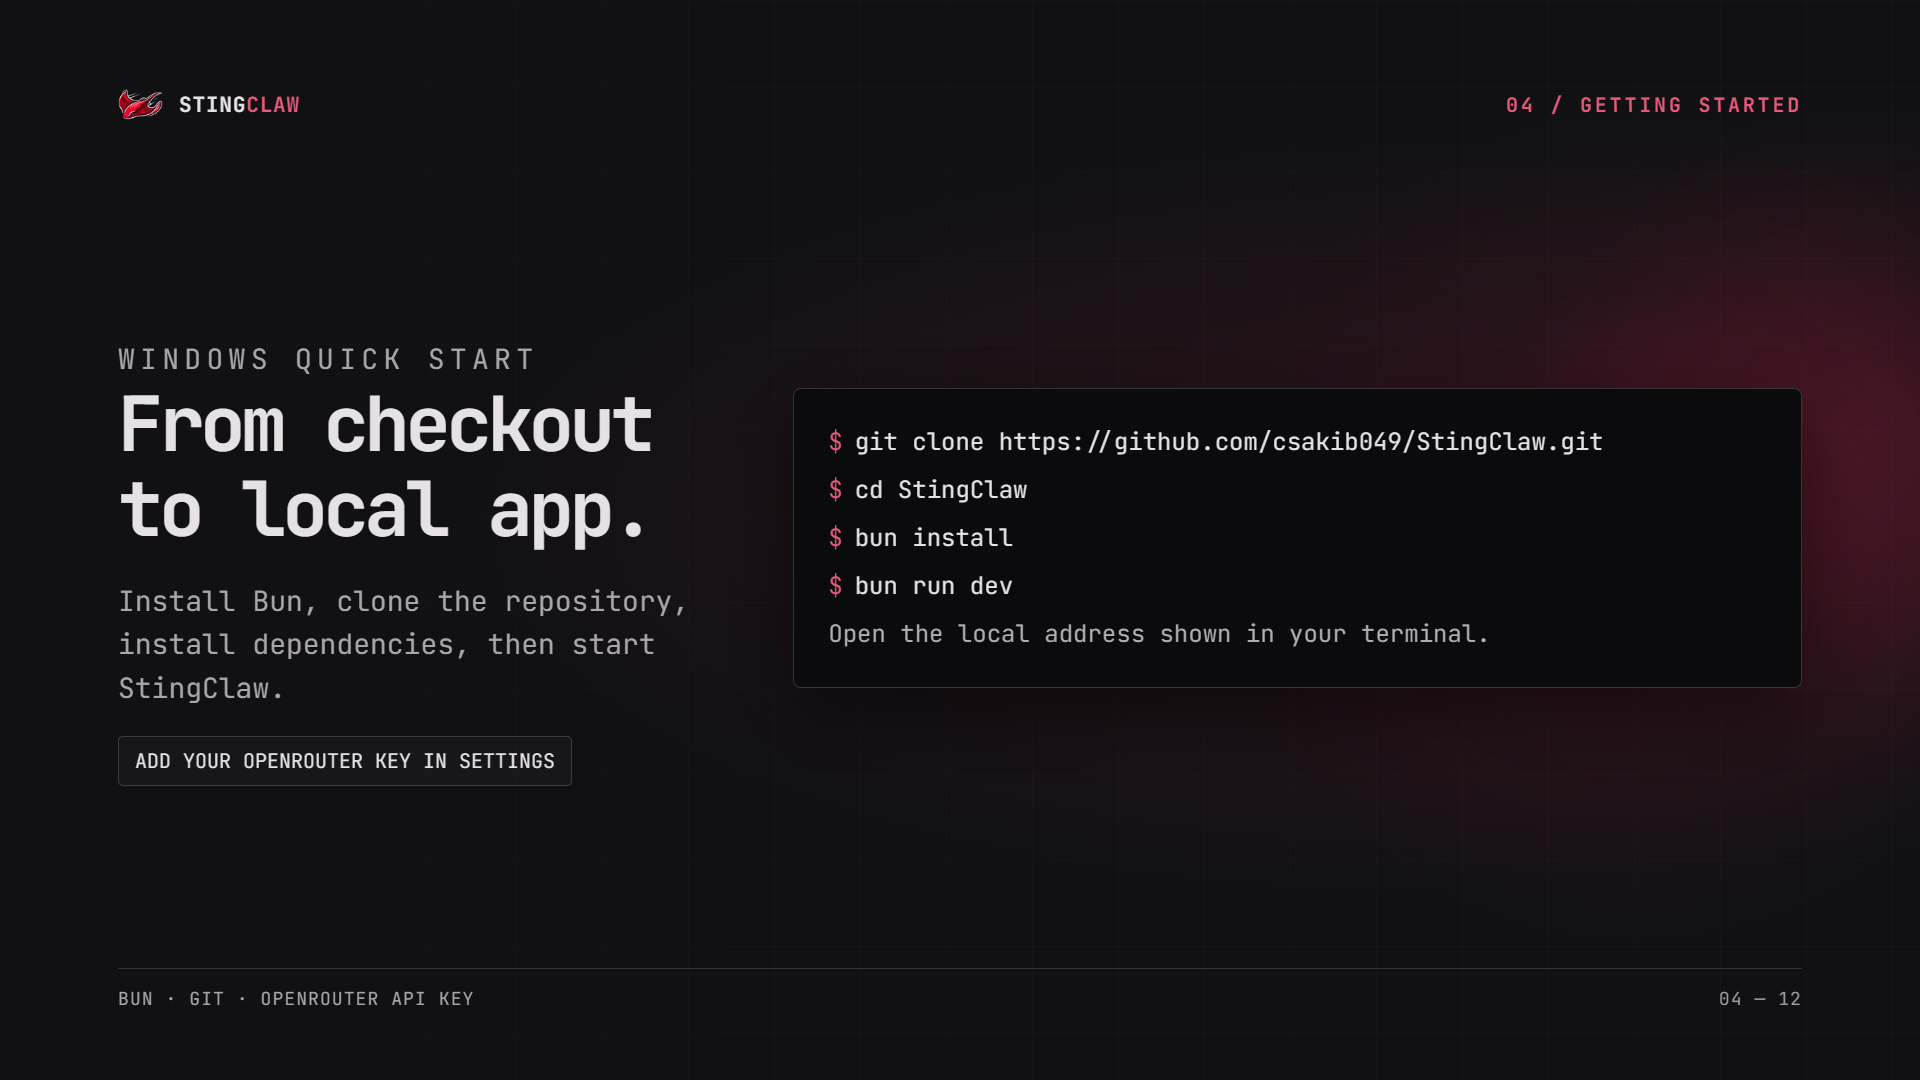 STINGCLAW
04 / GETTING STARTED
WINDOWS QUICK START
From checkout
to local app.
Install Bun, clone the repository,
install dependencies, then start
StingClaw.
ADD YOUR OPENROUTER KEY IN SETTINGS
$ git clone https://github.com/csakib049/StingClaw.git
$ cd StingClaw
$ bun install
$ bun run dev
Open the local address shown in your terminal.
BUN · GIT · OPENROUTER API KEY
04 — 12